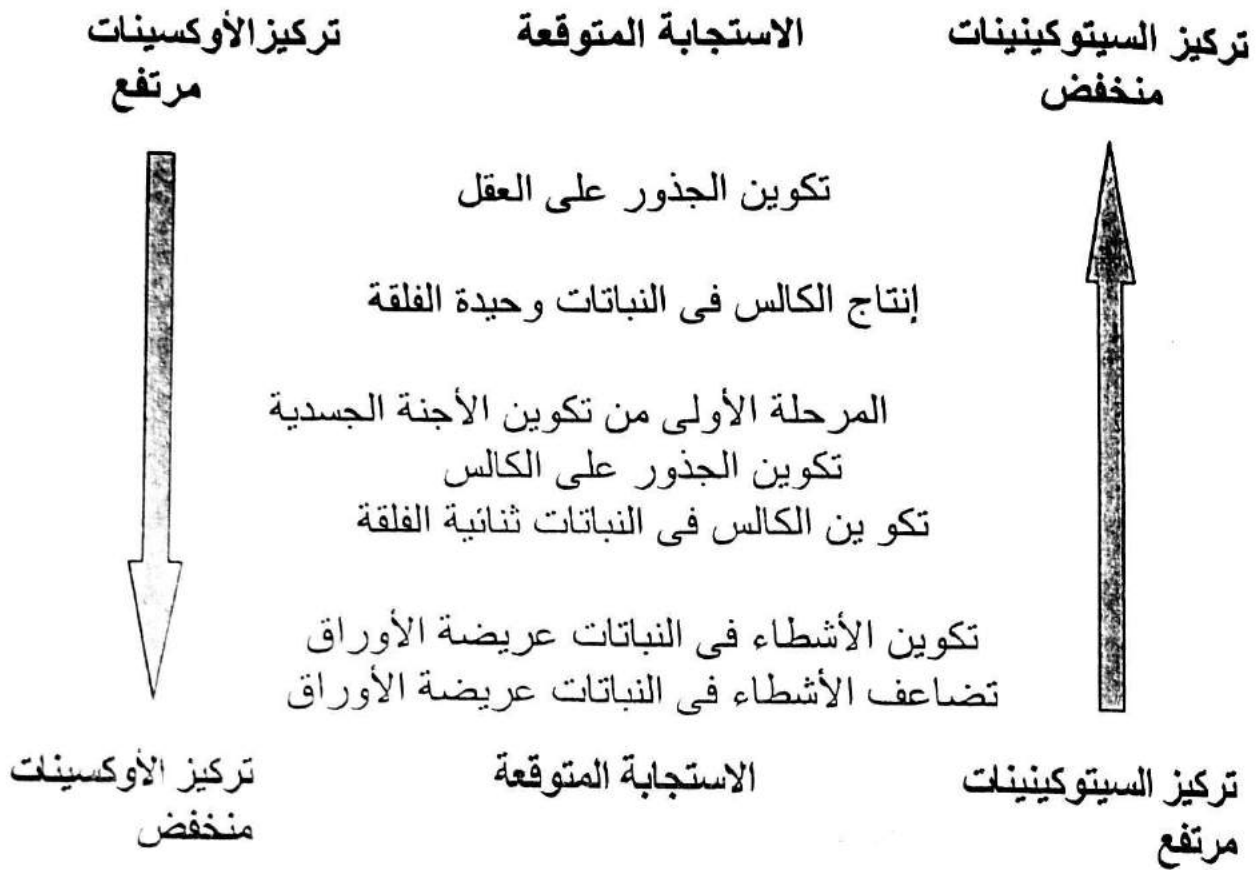 تركيز السيتوكينينات
منخفض
الاستجابة المتوقعة
تركيز الأوكسينات
مرتفع
تكوين الجذور على العقل
إنتاج الكالس فى النباتات وحيدة الفلقة
المرحلة الأولى من تكوين الأجنة الجسدية
تكوين الجذور على الكالس
تكو ين الكالس فى النباتات ثنائية الفلقة
تكوين الأشطاء فى النباتات عريضة الأوراق
تضاعف الأشطاء فى النباتات عريضة الأوراق
تركيز السيتوكينينات
مرتفع
الاستجابة المتوقعة
تركيز الأوكسينات
منخفض